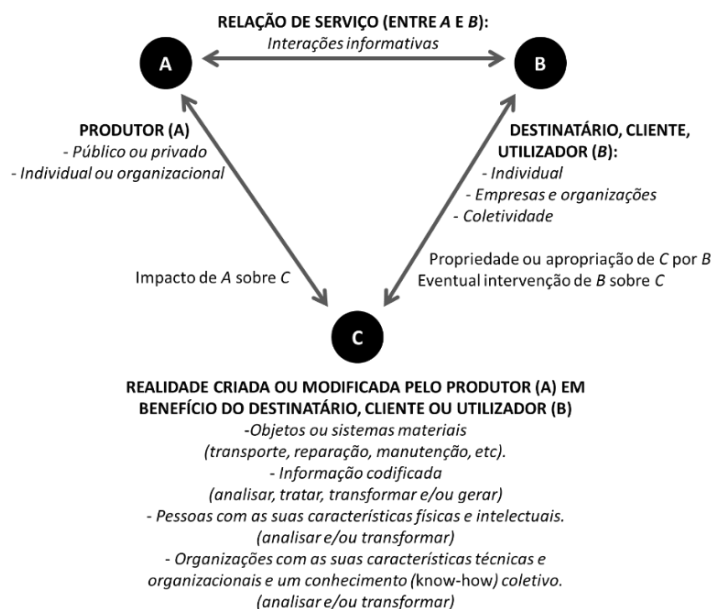 RELAÇÃO DE SERVIÇO (ENTRE A E B):
Interações informativas
A
B
PRODUTOR (A)
- Público ou privado
- Individual ou organizacional
DESTINATÁRIO, CLIENTE,
UTILIZADOR (B):
- Individual
- Empresas e organizações
- Coletividade
Impacto de A sobre C
Propriedade ou apropriação de C por B
Eventual intervenção de B sobre C
C
REALIDADE CRIADA OU MODIFICADA PELO PRODUTOR (A) EM
BENEFÍCIO DO DESTINATÁRIO, CLIENTE OU UTILIZADOR (B)
-Objetos ou sistemas materiais
(transporte, reparação, manutenção, etc).
- Informação codificada
(analisar, tratar, transformar e/ou gerar)
- Pessoas com as suas características físicas e intelectuais.
(analisar e/ou transformar)
- Organizações com as suas características técnicas e
organizacionais e um conhecimento (know-how) coletivo.
(analisar e/ou transformar)